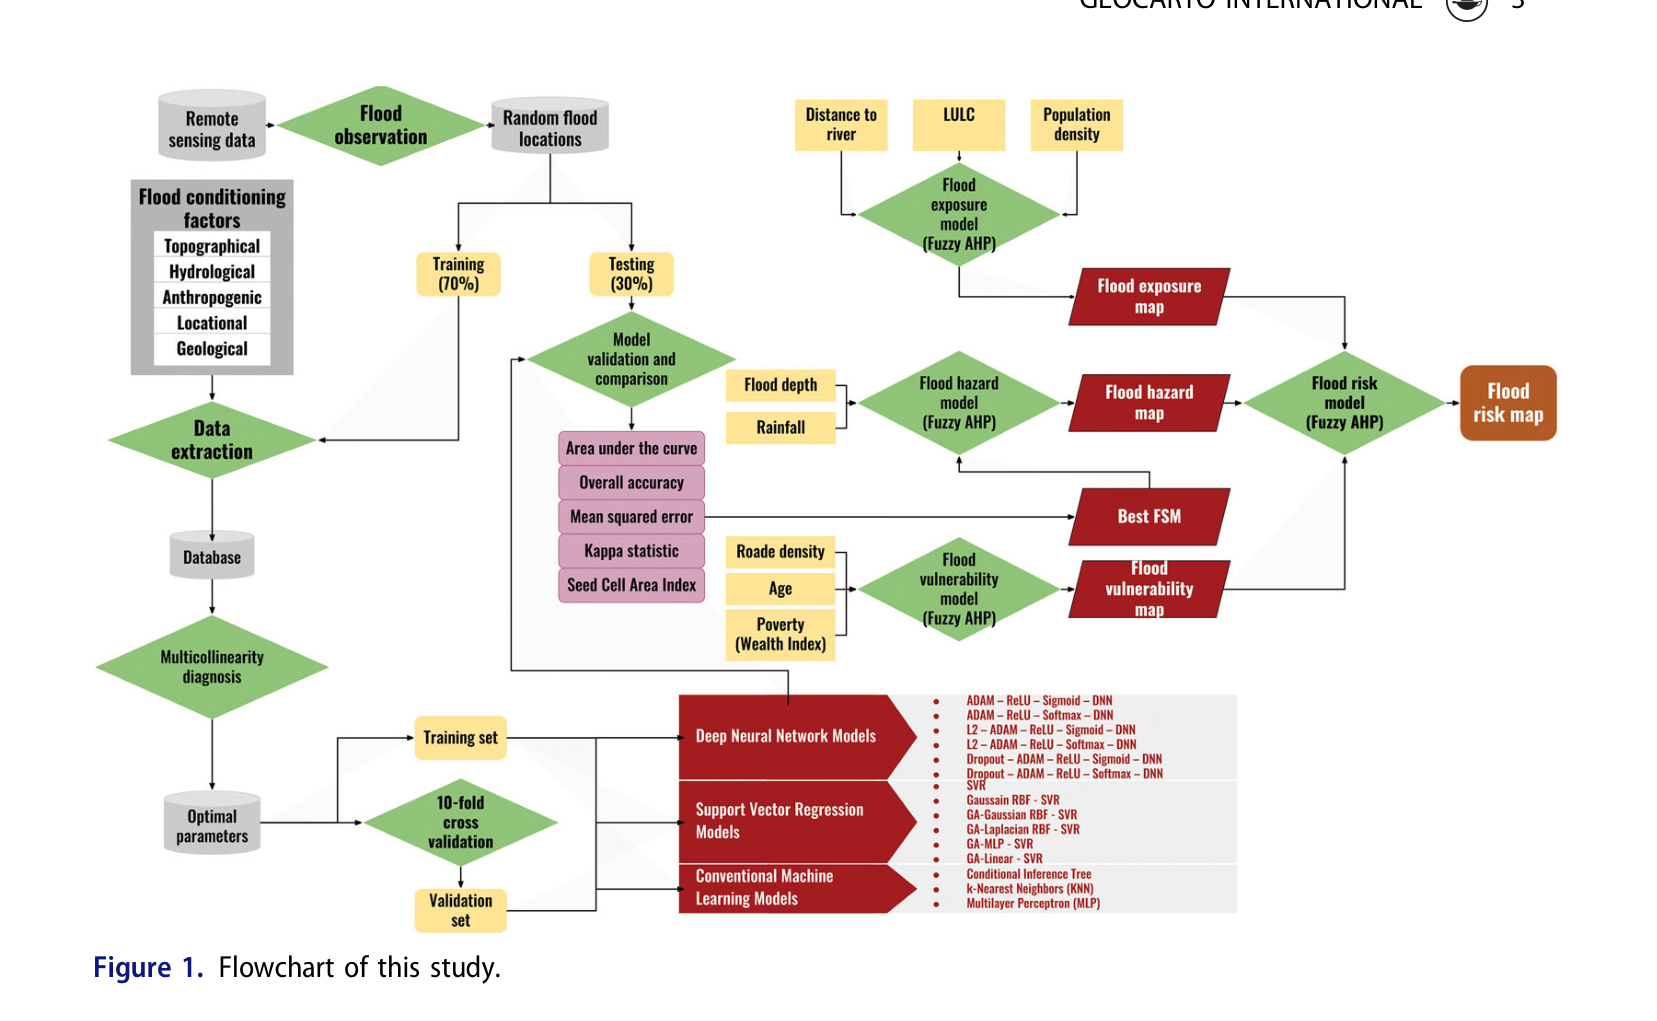 GEOCARTO INTERNATIONAL
Remote
sensing data
Flood
observation
Random flood
locations
Flood conditioning
factors
Topographical
Hydrological
Anthropogenic
Locational
Geological
Training
(70%)
Testing
(30%)
Data
extraction
Model
validation and
comparison
Area under the curve
Overall accuracy
Mean squared error
Kappa statistic
Seed Cell Area Index
Database
Multicollinearity
diagnosis
Optimal
parameters
Training set
10-fold
cross
validation
Validation
set
Distance to
river
LULC
Population
density
Flood
exposure
model
(Fuzzy AHP)
Flood exposure
map
Flood depth
Rainfall
Flood hazard
model
(Fuzzy AHP)
Flood hazard
map
Flood risk
model
(Fuzzy AHP)
Flood
risk map
Best FSM
Roade density
Age
Poverty
(Wealth Index)
Flood
vulnerability
model
(Fuzzy AHP)
Flood
vulnerability
map
Deep Neural Network Models
ADAM – ReLU – Sigmoid – DNN
ADAM – ReLU – Softmax – DNN
L2 – ADAM – ReLU – Sigmoid – DNN
L2 – ADAM – ReLU – Softmax – DNN
Dropout – ADAM – ReLU – Sigmoid – DNN
Dropout – ADAM – ReLU – Softmax – DNN
Support Vector Regression
Models
SVR
Gaussain RBF - SVR
GA-Gaussian RBF - SVR
GA-Laplacian RBF - SVR
GA-MLP - SVR
GA-Linear - SVR
Conventional Machine
Learning Models
Conditional Inference Tree
k-Nearest Neighbors (KNN)
Multilayer Perceptron (MLP)
Figure 1. Flowchart of this study.